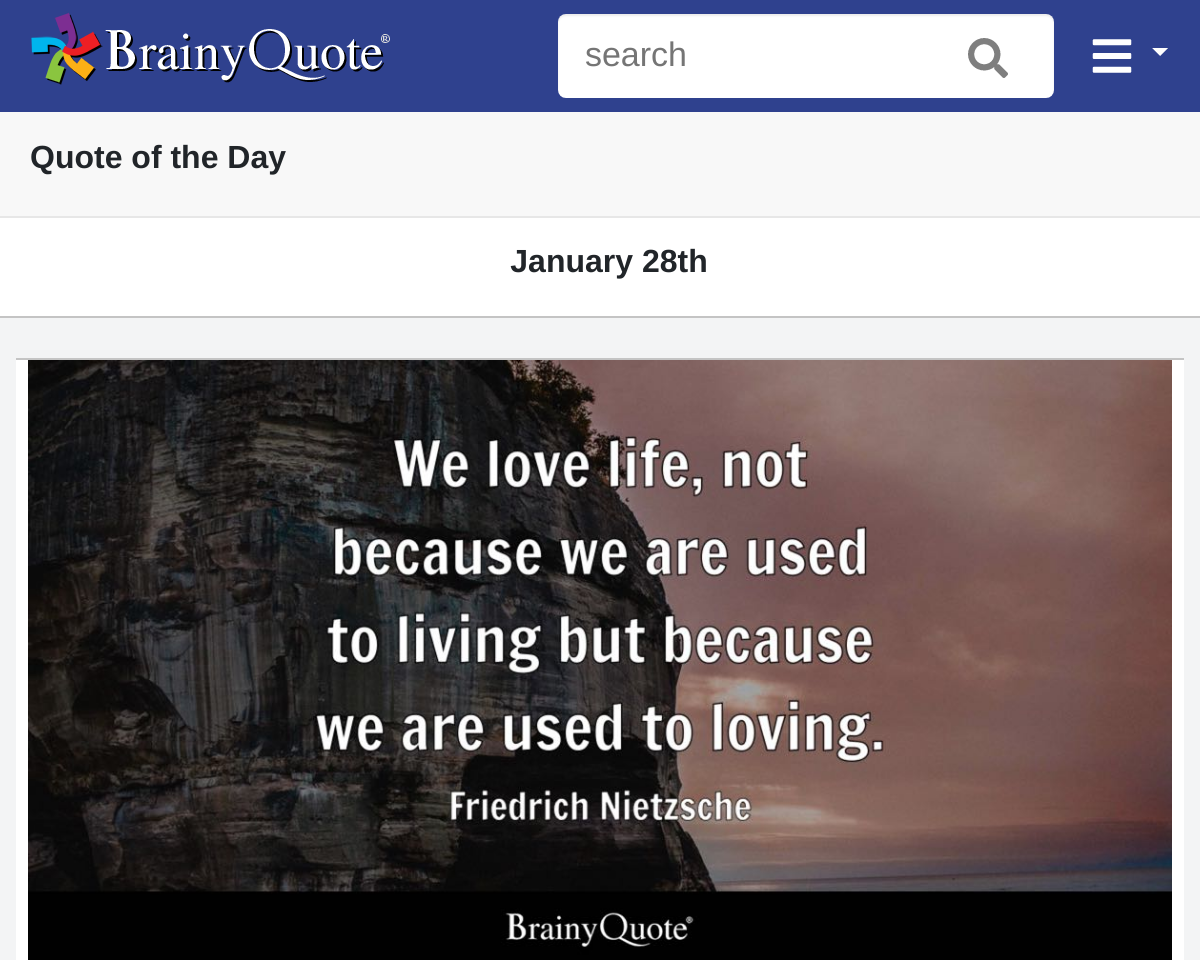 BrainyQuote®
search
Quote of the Day
January 28th
We love life, not
because we are used
to living but because
we are used to loving.
Friedrich Nietzsche
BrainyQuote®